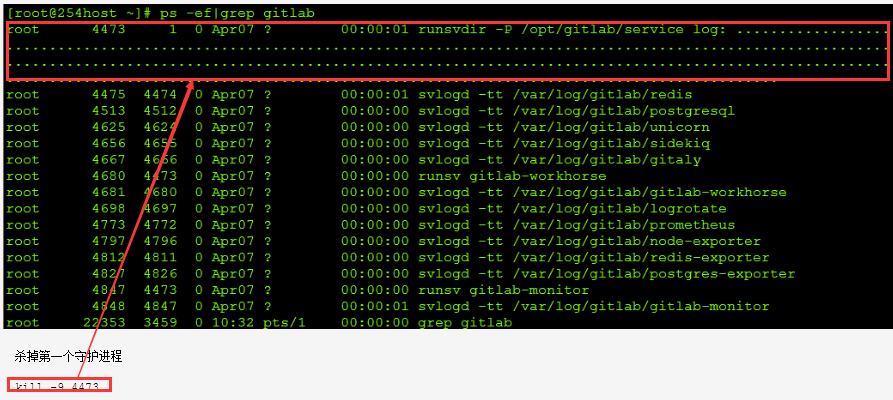 [root@254host ~]# ps -ef|grep gitlab
root 4473 1 0 Apr07 ? 00:00:01 runsvdir -P /opt/gitlab/service log: ..................
...........................................................................................................
...........................................................................................................
...............................................................................................
root 4475 4474 0 Apr07 ? 00:00:01 svlogd -tt /var/log/gitlab/redis
root 4513 4512 0 Apr07 ? 00:00:00 svlogd -tt /var/log/gitlab/postgresql
root 4625 4624 0 Apr07 ? 00:00:00 svlogd -tt /var/log/gitlab/unicorn
root 4656 4655 0 Apr07 ? 00:00:00 svlogd -tt /var/log/gitlab/sidekiq
root 4667 4666 0 Apr07 ? 00:00:00 svlogd -tt /var/log/gitlab/gitaly
root 4680 4473 0 Apr07 ? 00:00:00 runsv gitlab-workhorse
root 4681 4680 0 Apr07 ? 00:00:00 svlogd -tt /var/log/gitlab/gitlab-workhorse
root 4698 4697 0 Apr07 ? 00:00:00 svlogd -tt /var/log/gitlab/logrotate
root 4773 4772 0 Apr07 ? 00:00:00 svlogd -tt /var/log/gitlab/prometheus
root 4797 4796 0 Apr07 ? 00:00:00 svlogd -tt /var/log/gitlab/node-exporter
root 4812 4811 0 Apr07 ? 00:00:00 svlogd -tt /var/log/gitlab/redis-exporter
root 4827 4826 0 Apr07 ? 00:00:00 svlogd -tt /var/log/gitlab/postgres-exporter
root 4847 4473 0 Apr07 ? 00:00:00 runsv gitlab-monitor
root 4848 4847 0 Apr07 ? 00:00:01 svlogd -tt /var/log/gitlab/gitlab-monitor
root 22353 3459 0 10:32 pts/1 00:00:00 grep gitlab
杀掉第一个守护进程
kill -9 4473